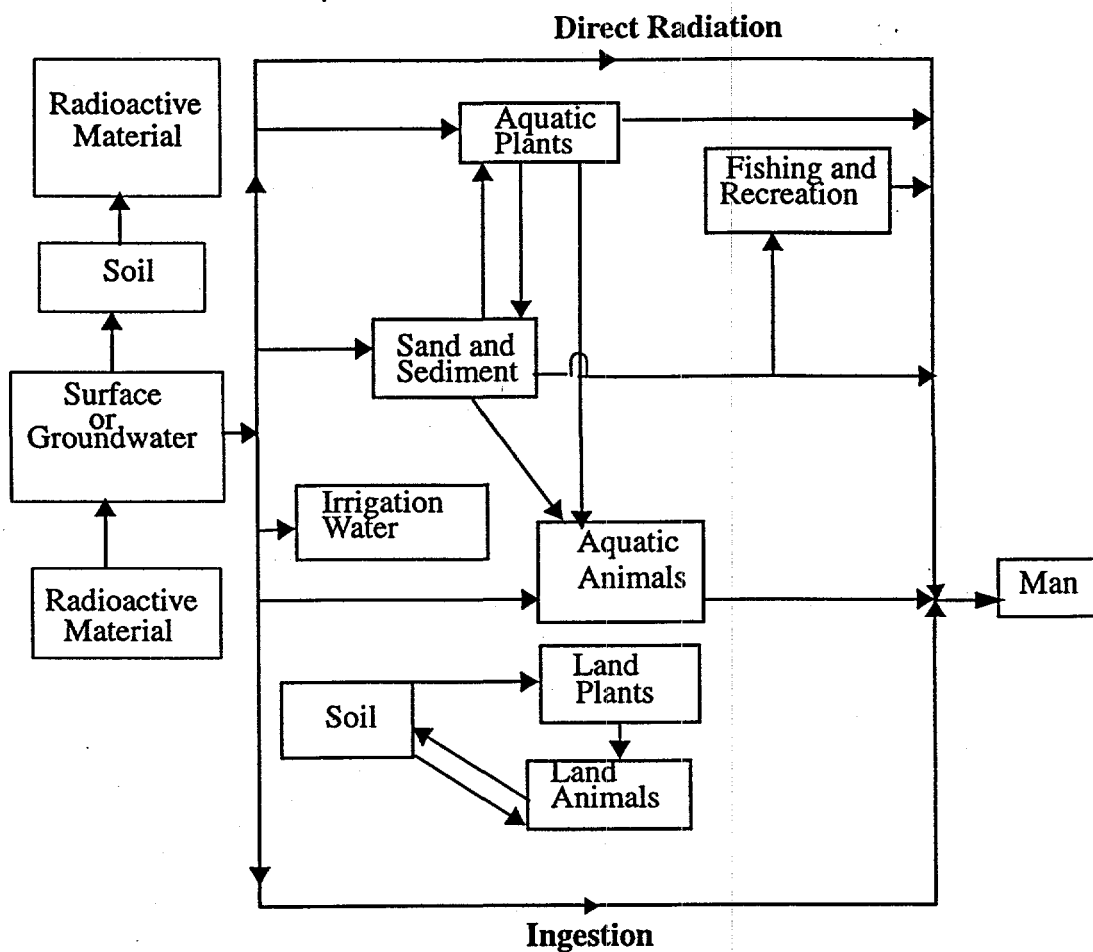 Direct Radiation
Radioactive
Material
Aquatic
Plants
Fishing and
Recreation
Soil
Sand and
Sediment
Surface
or
Groundwater
Irrigation
Water
Aquatic
Animals
Radioactive
Material
Man
Land
Plants
Soil
Land
Animals
Ingestion